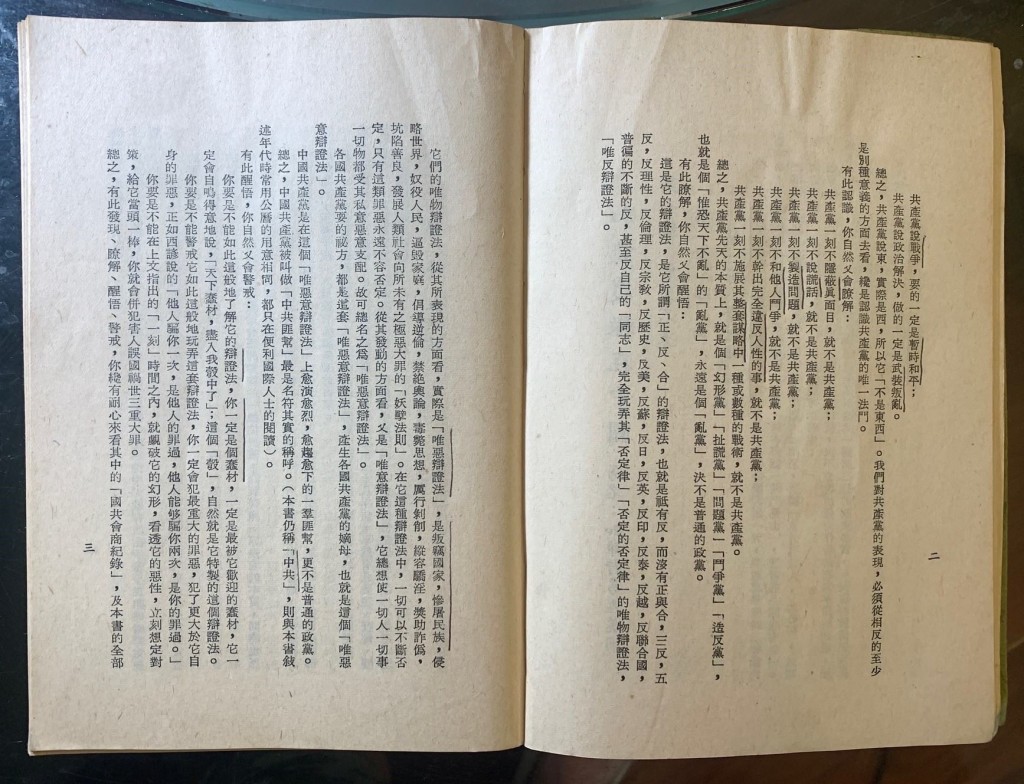 共產黨說戰爭，要的一定是暫時和平；
共產黨說政治解決，做的一定是武裝叛亂。
總之，共產黨說東，實際是西，所以它「不是東西」。我們對共產黨的表現，必須從相反的至少
是別種意義的方面去看，纔是認識共產黨的唯一法門。
有此認識，你自然又會瞭解：
共產黨一刻不隱蔽眞面目，就不是共產黨；
共產黨一刻不說謊話，就不是共產黨；
共產黨一刻不製造問題，就不是共產黨；
共產黨一刻不和他人鬥爭，就不是共產黨；
共產黨一刻不幹出完全違反人性的事，就不是共產黨；
共產黨一刻不施展其整套謀略中一種或數種的戰術，就不是共產黨。
總之，共產黨先天的本質上，就是個「幻形黨」「扯謊黨」「問題黨」「鬥爭黨」「造反黨」，
也就是個「惟恐天下不亂」的「亂黨」，永遠是個「亂黨」，決不是普通的政黨。
有此瞭解，你自然又會醒悟：
這是它的辯證法，是它所謂「正、反、合」的辯證法，也就是祇有反，而沒有正與合，三反，五
反，反理性，反倫理，反宗敎，反歷史，反美，反蘇，反日，反英，反印，反泰，反越，反聯合國，
普徧的不斷的反，甚至反自己的「同志」，完全玩弄其「否定律」「否定的否定律」的唯物辯證法，
「唯反辯證法」。
二
它們的唯物辯證法，從其所表現的方面看，實際是「唯惡辯證法」，是叛竊國家，慘屠民族，侵
略世界，奴役人民，逼毀家庭，倡導逆倫，禁絶輿論，毒斃思想，厲行剝削，縱容驕淫，獎助詐僞，
坑陷善良，發展人類社會向所未有之極惡大罪的「妖孽法則」。在它這種辯證法中，一切可以不斷否
定，只有這類罪惡永遠不容否定。從其發動的方面看，又是「唯意辯證法」，它總想使一切人一切事
一切物都受其私意惡意支配。故可總名之爲「唯惡意辯證法」。
各國共產黨要的祕方，都是這套「唯惡意辯證法」，產生各國共產黨的嫡母，也就是這個「唯惡
意辯證法」。
中國共產黨是在這個「唯惡意辯證法」上愈演愈烈，愈趨愈下的一羣匪幫，更不是普通的政黨。
總之，中國共產黨被叫做「中共匪幫」最是名符其實的稱呼。（本書仍稱「中共」，則與本書敍
述年代時常用公曆的用意相同，都只在便利國際人士的閱讀）。
有此醒悟，你自然又會警戒：
你要是不能如此這般地了解它的辯證法，你一定是個蠢材，一定是最被它歡迎的蠢材，它一
定會自鳴得意地說，「天下蠢材，盡入我彀中了」；這個「彀」，自然就是它特製的這個辯證法。
你要是不能警戒它如此這般地玩弄這套辯證法，你一定會犯最重大的罪惡，犯了更大於它自
身的罪惡，正如西諺說的「他人騙你一次，是他人的罪過，他人能够騙你兩次，是你的罪過。」
你要是不能在上文指出的「一刻」時間之內，就覷破它的幻形，看透它的惡性，立刻想定對
策，給它當頭一棒，你就會併犯害人誤國禍世三重大罪。
總之，有此發現、瞭解、醒悟、警戒，你纔有耐心來看其中的「國共會商紀錄」，及本書的全部
三